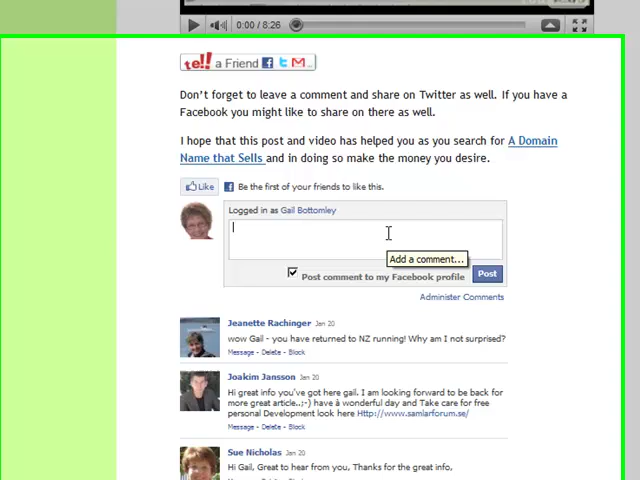 0:00 / 8:26
te!! a Friend
Don't forget to leave a comment and share on Twitter as well. If you have a
Facebook you might like to share on there as well.
I hope that this post and video has helped you as you search for A Domain
Name that Sells and in doing so make the money you desire.
Like Be the first of your friends to like this.
Logged in as Gail Bottomley
Add a comment...
Post comment to my Facebook profile Post
Administer Comments
Jeanette Rachinger Jan 20
wow Gail - you have returned to NZ running! Why am I not surprised?
Message - Delete - Block
Joakim Jansson Jan 20
Hi great info you've got here gail. I am looking forward to be back for
more great article..;-) have à wonderful day and Take care for free
personal Development look here Http://www.samlarforum.se/
Message - Delete - Block
Sue Nicholas Jan 20
Hi Gail, Great to hear from you, Thanks for the great info,